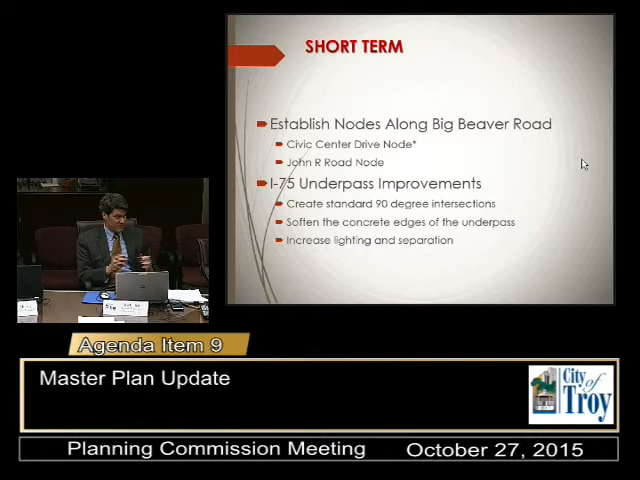 SHORT TERM
Establish Nodes Along Big Beaver Road
Civic Center Drive Node*
John R Road Node
I-75 Underpass Improvements
Create standard 90 degree intersections
Soften the concrete edges of the underpass
Increase lighting and separation
Agenda Item 9
Master Plan Update
City
of
Troy
Planning Commission Meeting
October 27, 2015